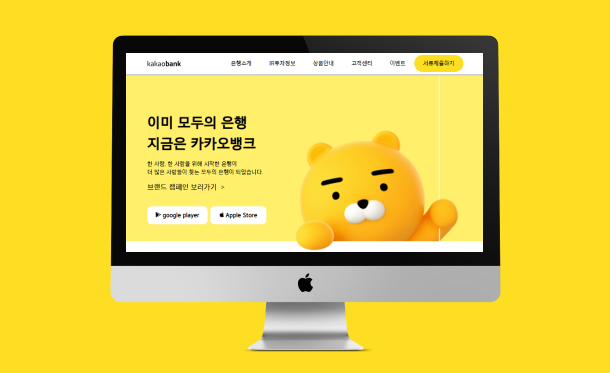 kakaobank 은행소개 IR투자정보 상품안내 고객센터 이벤트 서류제출하기
이미 모두의 은행
지금은 카카오뱅크
한 사람, 한 사람을 위해 시작한 은행이
더 많은 사람들이 찾는 모두의 은행이 되었습니다.
브랜드 캠페인 보러가기 >
google player Apple Store